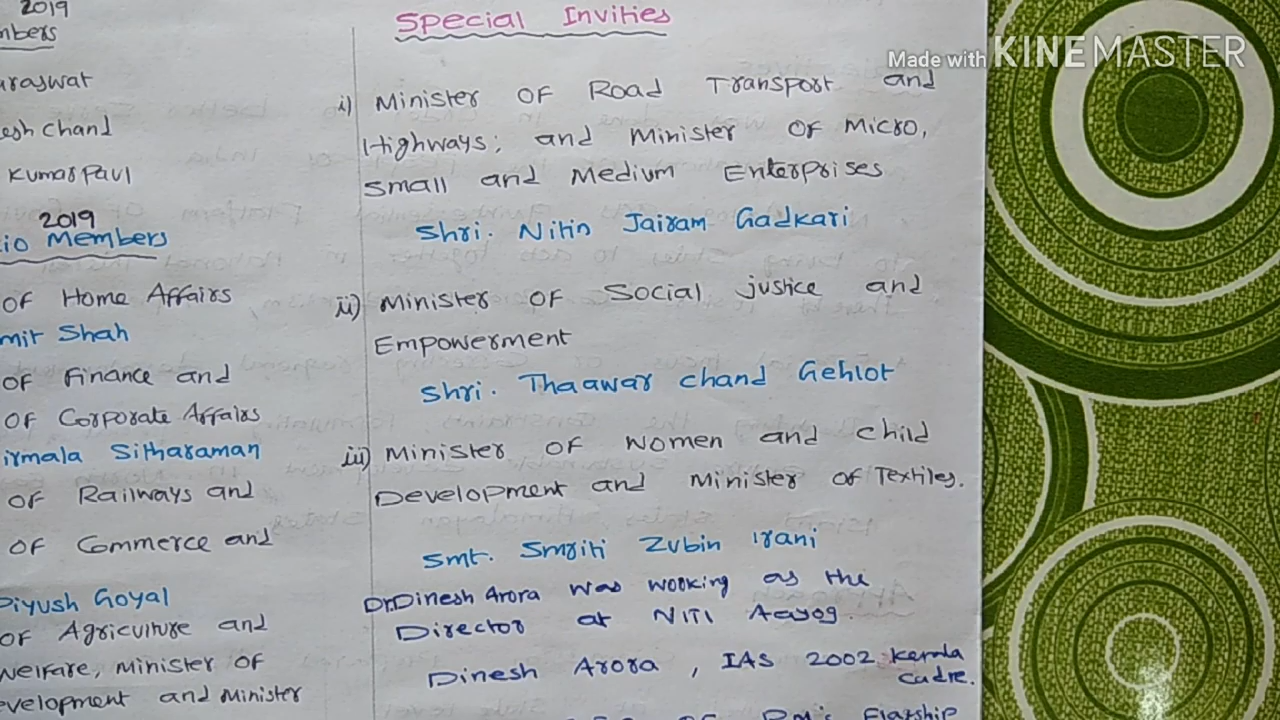 2019
mbers
araswat
esh chand
Kumar Paul
2019
io Members
of Home Affairs
mit Shah
of Finance and
of Corporate Affairs
irmala Sitharaman
of Railways and
of Commerce and
Piyush Goyal
of Agriculture and
Welfare, Minister of
evelopment and Minister
Special Invities
i) Minister of Road Transport and
Highways; and Minister of Micro,
Small and Medium Enterprises
Shri. Nitin Jairam Gadkari
ii) Minister of Social justice and
Empowerment
Shri. Thaawar chand Gehlot
iii) Minister of Women and Child
Development and Minister of Textiles.
Smt. Smriti Zubin Irani
Dr.Dinesh Arora was wooking as the
Director at NITI Aayog.
Dinesh Arora, IAS 2002 Kerala
cadre.
PM's Flagship
Made with KINEMASTER